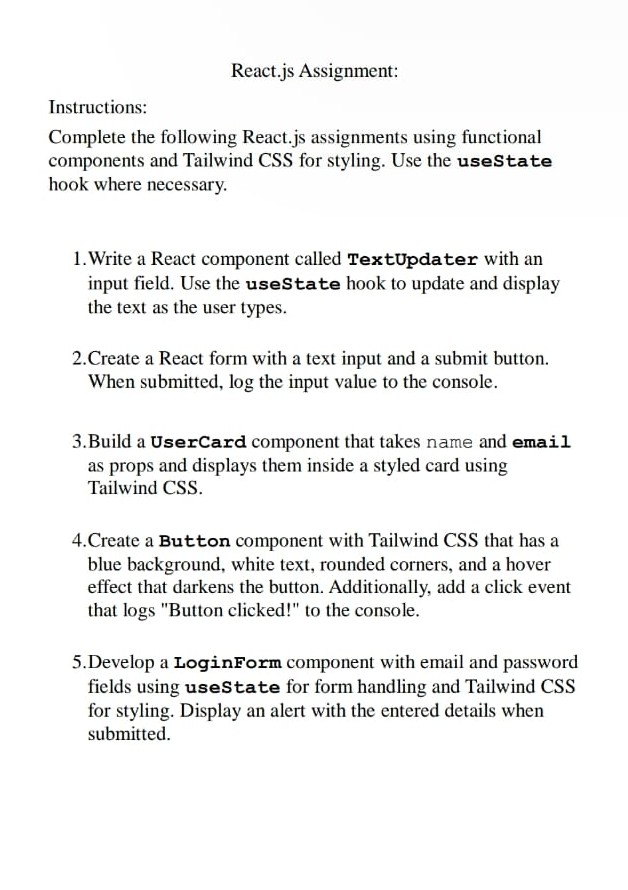 React.js Assignment:
Instructions:
Complete the following React.js assignments using functional
components and Tailwind CSS for styling. Use the useState
hook where necessary.
1.Write a React component called TextUpdater with an
input field. Use the useState hook to update and display
the text as the user types.
2.Create a React form with a text input and a submit button.
When submitted, log the input value to the console.
3.Build a UserCard component that takes name and email
as props and displays them inside a styled card using
Tailwind CSS.
4.Create a Button component with Tailwind CSS that has a
blue background, white text, rounded corners, and a hover
effect that darkens the button. Additionally, add a click event
that logs "Button clicked!" to the console.
5.Develop a LoginForm component with email and password
fields using useState for form handling and Tailwind CSS
for styling. Display an alert with the entered details when
submitted.